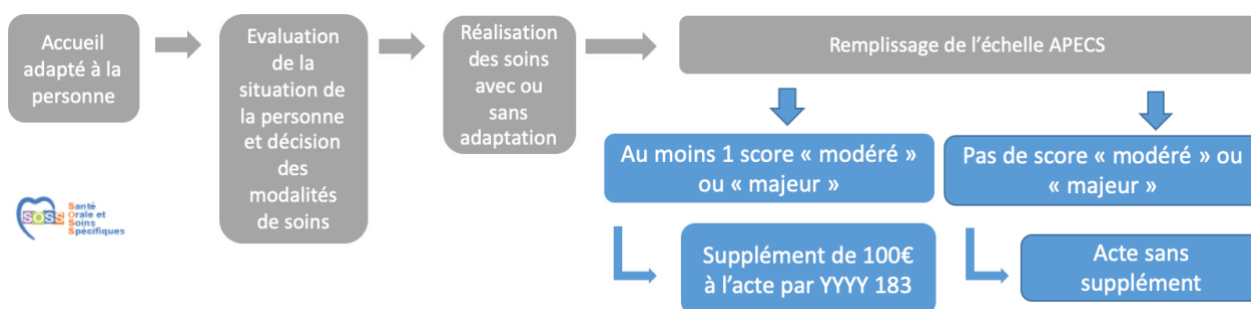 Accueil
adapté à la
personne
Evaluation
de la
situation de
la personne
et décision
des
modalités
de soins
Réalisation
des soins
avec ou
sans
adaptation
Remplissage de l'échelle APECS
Au moins 1 score « modéré »
ou « majeur »
Pas de score « modéré » ou
« majeur »
Supplément de 100€
à l'acte par YYYY 183
Acte sans
supplément
SOSS
Santé
Orale et
Soins
Spécifiques